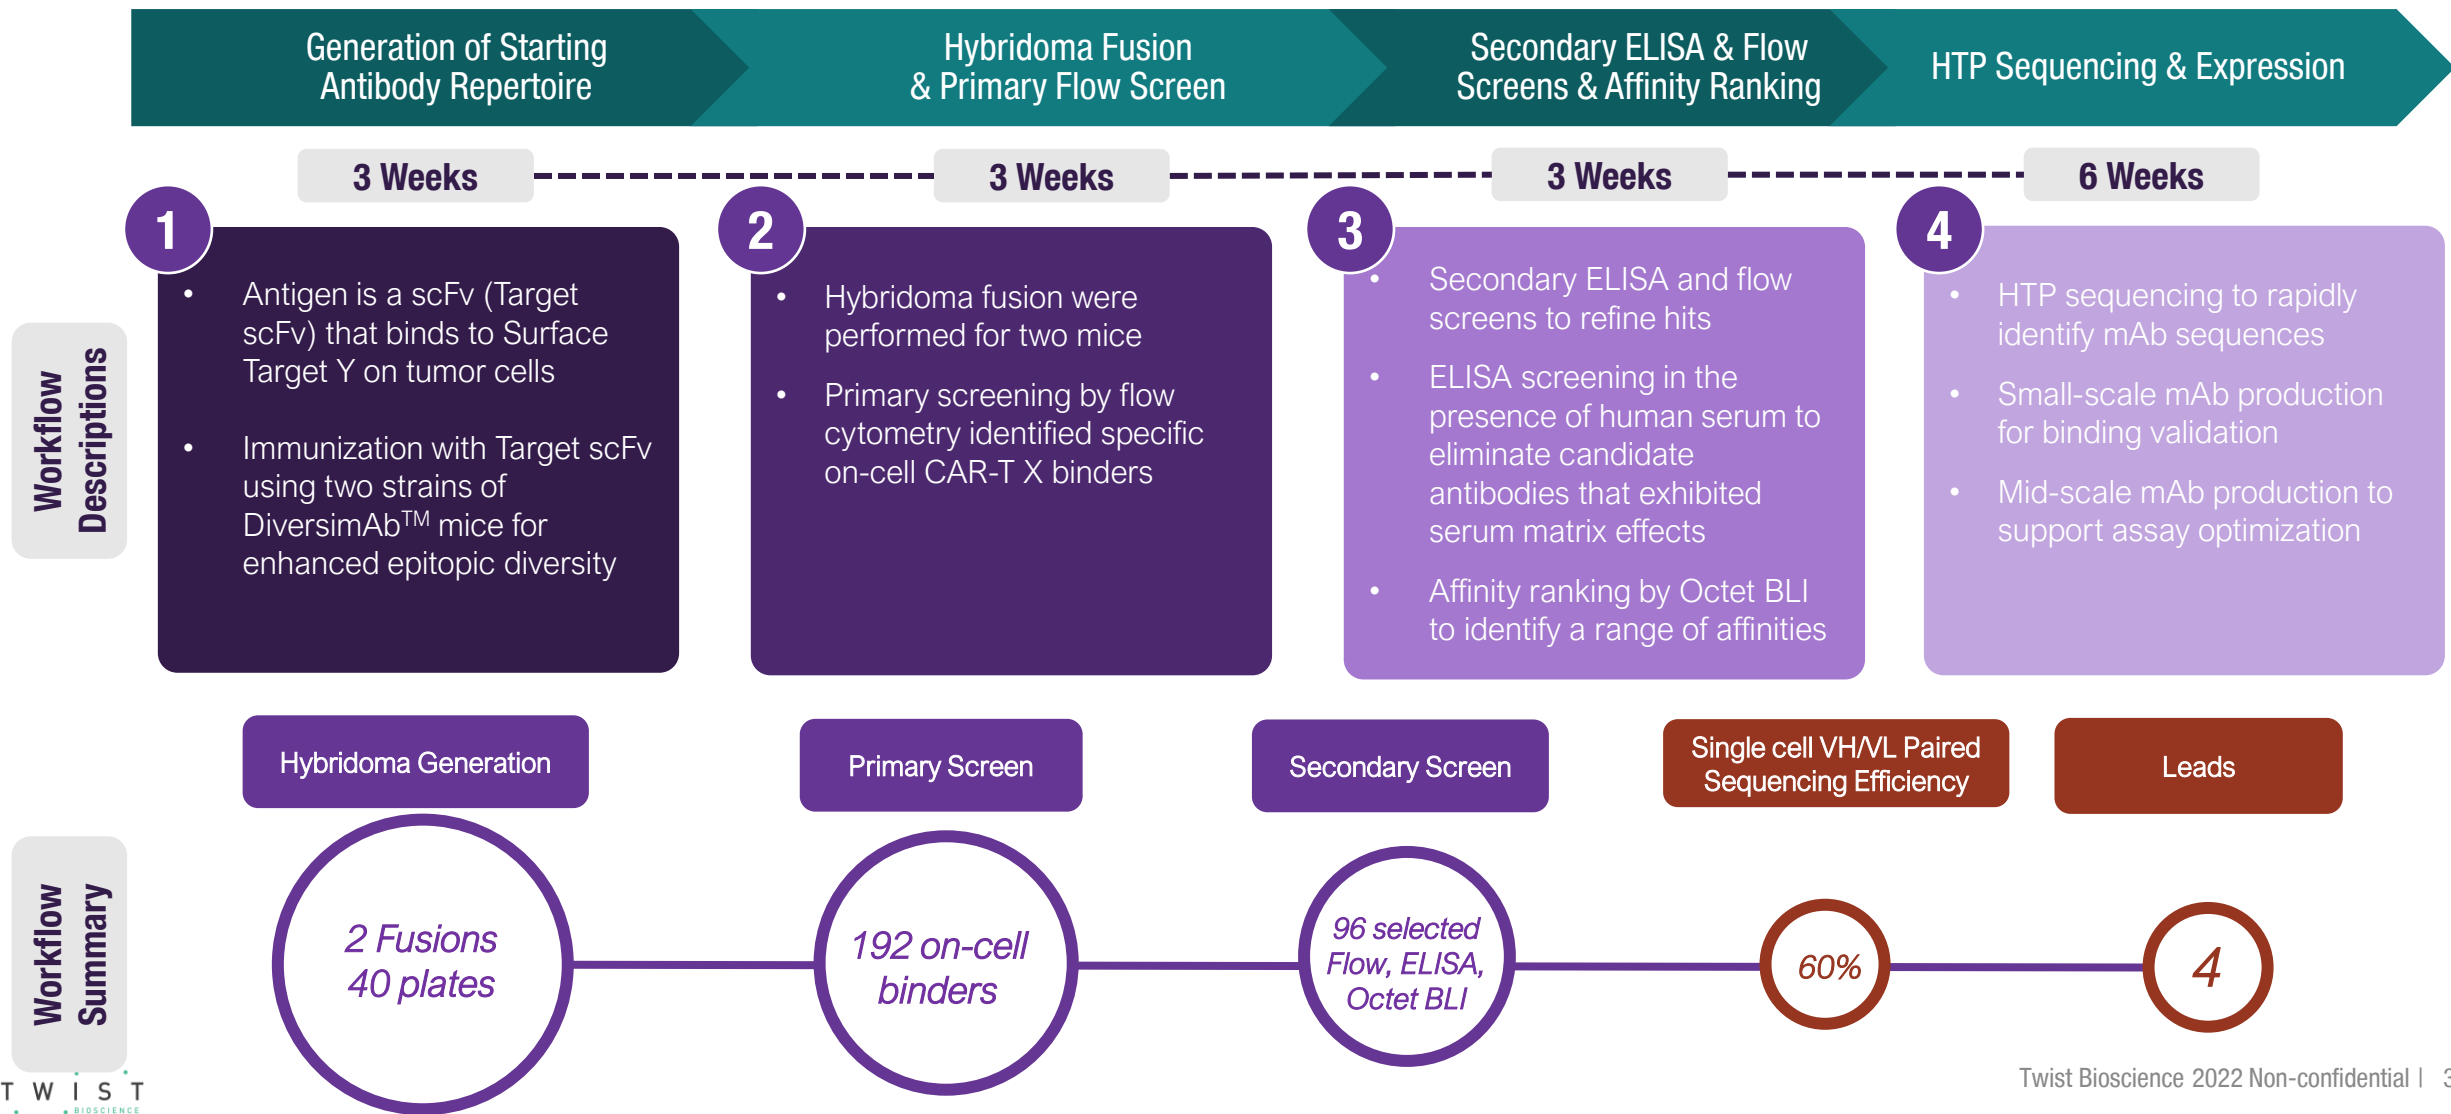 Generation of Starting
Antibody Repertoire
Hybridoma Fusion
& Primary Flow Screen
Secondary ELISA & Flow
Screens & Affinity Ranking
HTP Sequencing & Expression
3 Weeks
3 Weeks
3 Weeks
6 Weeks
Workflow
Descriptions
1
• Antigen is a scFv (Target
scFv) that binds to Surface
Target Y on tumor cells
• Immunization with Target scFv
using two strains of
DiversimAb™ mice for
enhanced epitopic diversity
2
• Hybridoma fusion were
performed for two mice
• Primary screening by flow
cytometry identified specific
on-cell CAR-T X binders
3
• Secondary ELISA and flow
screens to refine hits
• ELISA screening in the
presence of human serum to
eliminate candidate
antibodies that exhibited
serum matrix effects
• Affinity ranking by Octet BLI
to identify a range of affinities
4
• HTP sequencing to rapidly
identify mAb sequences
• Small-scale mAb production
for binding validation
• Mid-scale mAb production to
support assay optimization
Hybridoma Generation
Primary Screen
Secondary Screen
Single cell VH/VL Paired
Sequencing Efficiency
Leads
Workflow
Summary
2 Fusions
40 plates
192 on-cell
binders
96 selected
Flow, ELISA,
Octet BLI
60%
4
TWIST
BIOSCIENCE
Twist Bioscience 2022 Non-confidential | 3